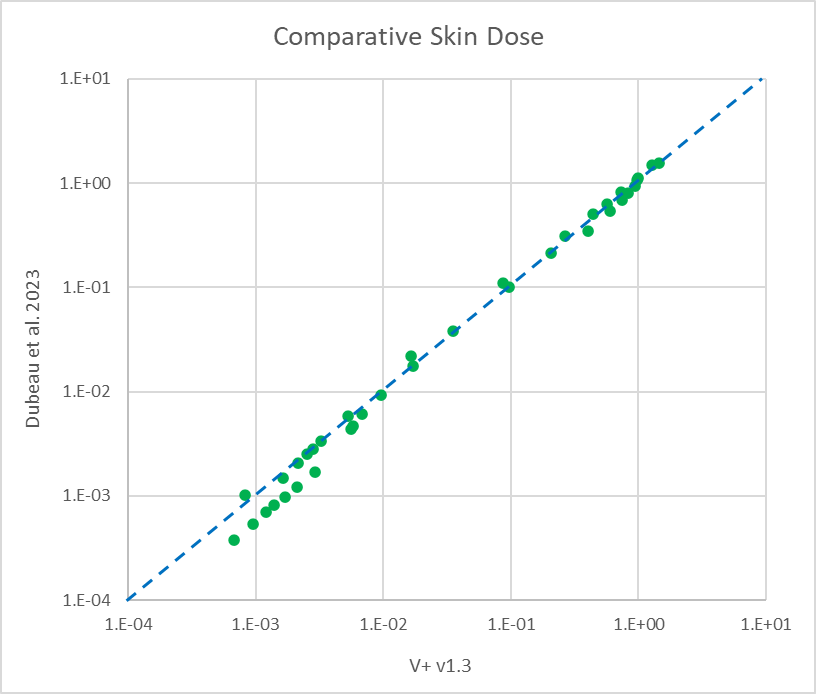 Comparative Skin Dose
1.E+01
1.E+00
1.E-01
1.E-02
1.E-03
1.E-04
Dubeau et al. 2023
1.E-04 1.E-03 1.E-02 1.E-01 1.E+00 1.E+01
V+ v1.3